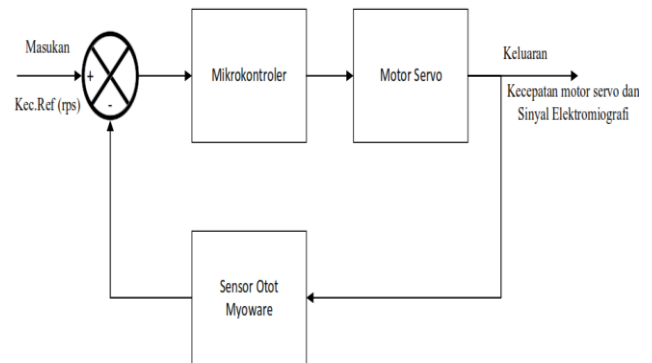 Masukan
+
-
Kec.Ref (rps)
Mikrokontroler
Motor Servo
Keluaran
Kecepatan motor servo dan
Sinyal Elektromiografi
Sensor Otot
Myoware